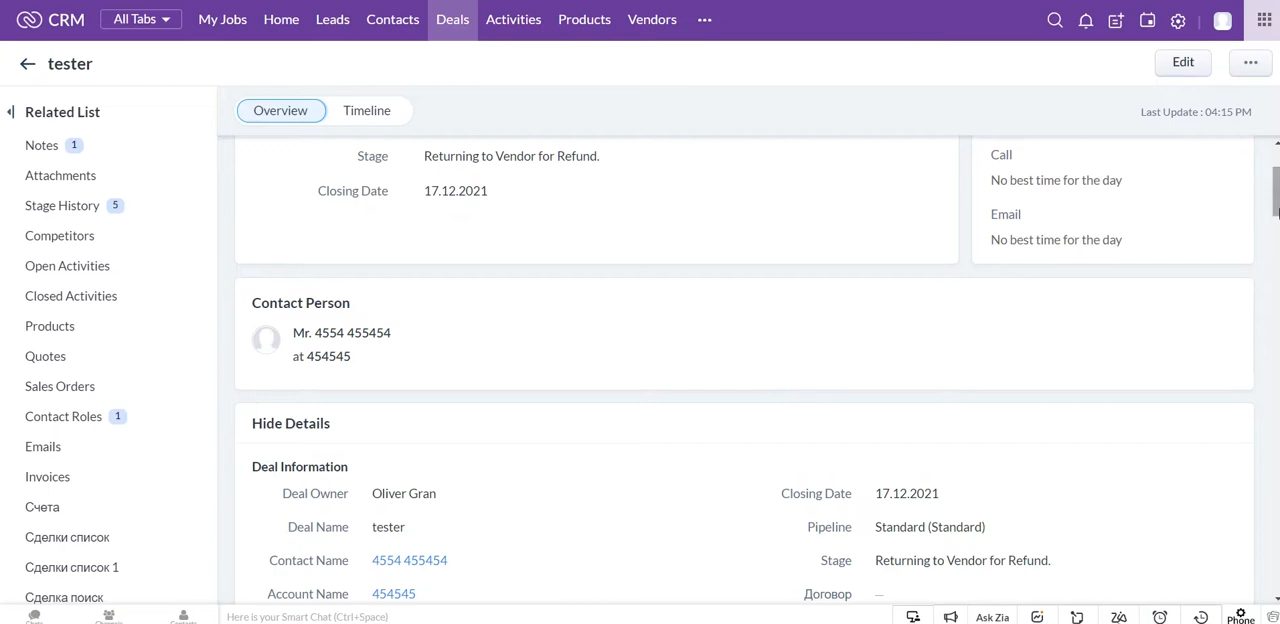 CRM All Tabs My Jobs Home Leads Contacts Deals Activities Products Vendors ...
tester
Edit ...
Related List
Overview Timeline
Last Update : 04:15 PM
Notes 1
Attachments
Stage History 5
Competitors
Open Activities
Closed Activities
Products
Quotes
Sales Orders
Contact Roles 1
Emails
Invoices
Счета
Сделки список
Сделки список 1
Сделка поиск
Stage Returning to Vendor for Refund.
Closing Date 17.12.2021
Call
No best time for the day
Email
No best time for the day
Contact Person
Mr. 4554 455454
at 454545
Hide Details
Deal Information
Deal Owner Oliver Gran
Closing Date 17.12.2021
Deal Name tester
Pipeline Standard (Standard)
Contact Name 4554 455454
Stage Returning to Vendor for Refund.
Account Name 454545
Договор —
Chats Channels Contacts
Here is your Smart Chat (Ctrl+Space)
Ask Zia
Phone